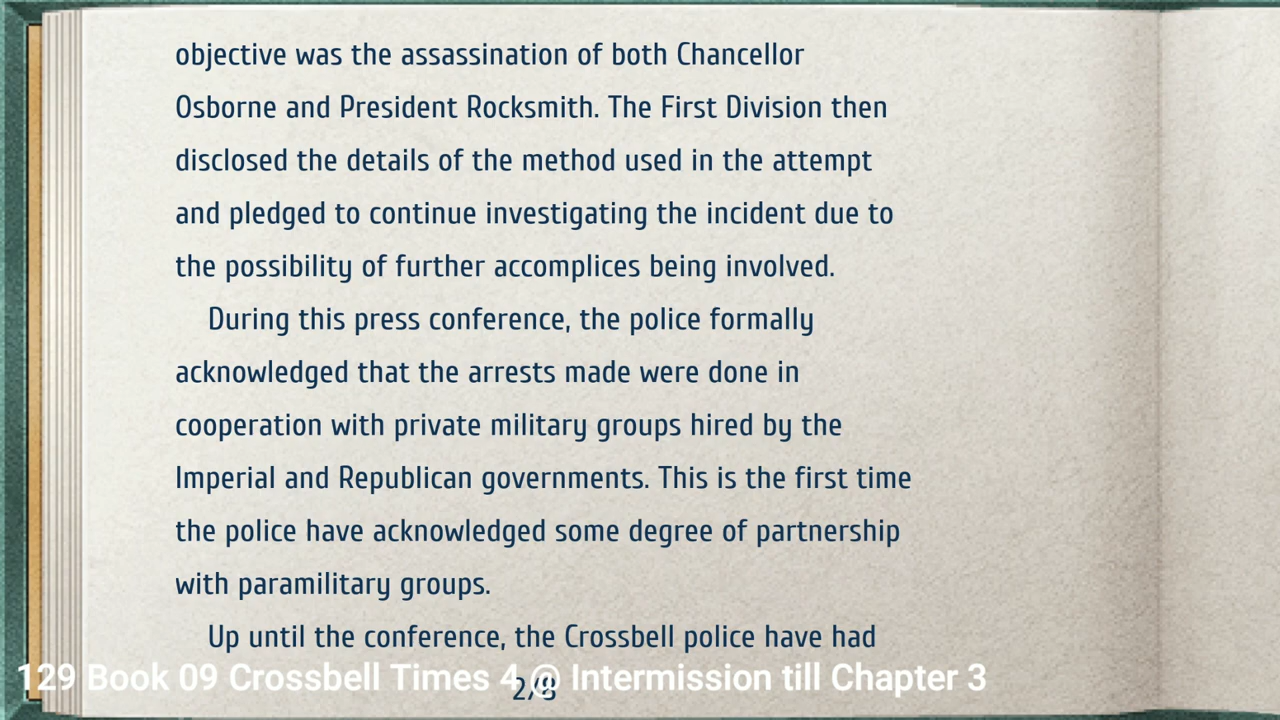 objective was the assassination of both Chancellor
Osborne and President Rocksmith. The First Division then
disclosed the details of the method used in the attempt
and pledged to continue investigating the incident due to
the possibility of further accomplices being involved.
During this press conference, the police formally
acknowledged that the arrests made were done in
cooperation with private military groups hired by the
Imperial and Republican governments. This is the first time
the police have acknowledged some degree of partnership
with paramilitary groups.
Up until the conference, the Crossbell police have had
129 Book 09 Crossbell Times 4 @ Intermission till Chapter 3
2/8